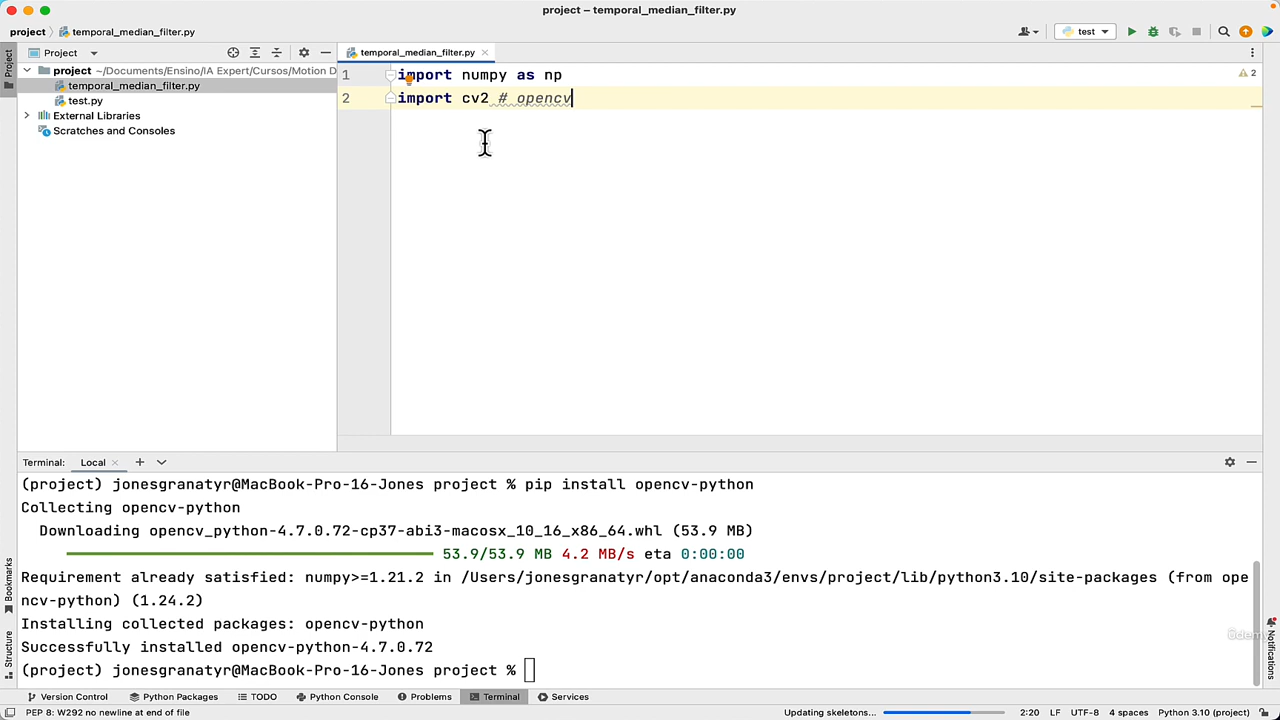 project – temporal_median_filter.py
project temporal_median_filter.py
test
Project
temporal_median_filter.py
project ~/Documents/Ensino/IA Expert/Cursos/Motion D
temporal_median_filter.py
test.py
External Libraries
Scratches and Consoles
1 import numpy as np
2 import cv2 # opencv
2
Project
Bookmarks
Structure
Notifications
Terminal: Local
(project) jonesgranatyr@MacBook-Pro-16-Jones project % pip install opencv-python
Collecting opencv-python
Downloading opencv_python-4.7.0.72-cp37-abi3-macosx_10_16_x86_64.whl (53.9 MB)
53.9/53.9 MB 4.2 MB/s eta 0:00:00
Requirement already satisfied: numpy>=1.21.2 in /Users/jonesgranatyr/opt/anaconda3/envs/project/lib/python3.10/site-packages (from ope
ncv-python) (1.24.2)
Installing collected packages: opencv-python
Successfully installed opencv-python-4.7.0.72
(project) jonesgranatyr@MacBook-Pro-16-Jones project %
Udemy
Version Control Python Packages TODO Python Console Problems Terminal Services
PEP 8: W292 no newline at end of file Updating skeletons... 2:20 LF UTF-8 4 spaces Python 3.10 (project)